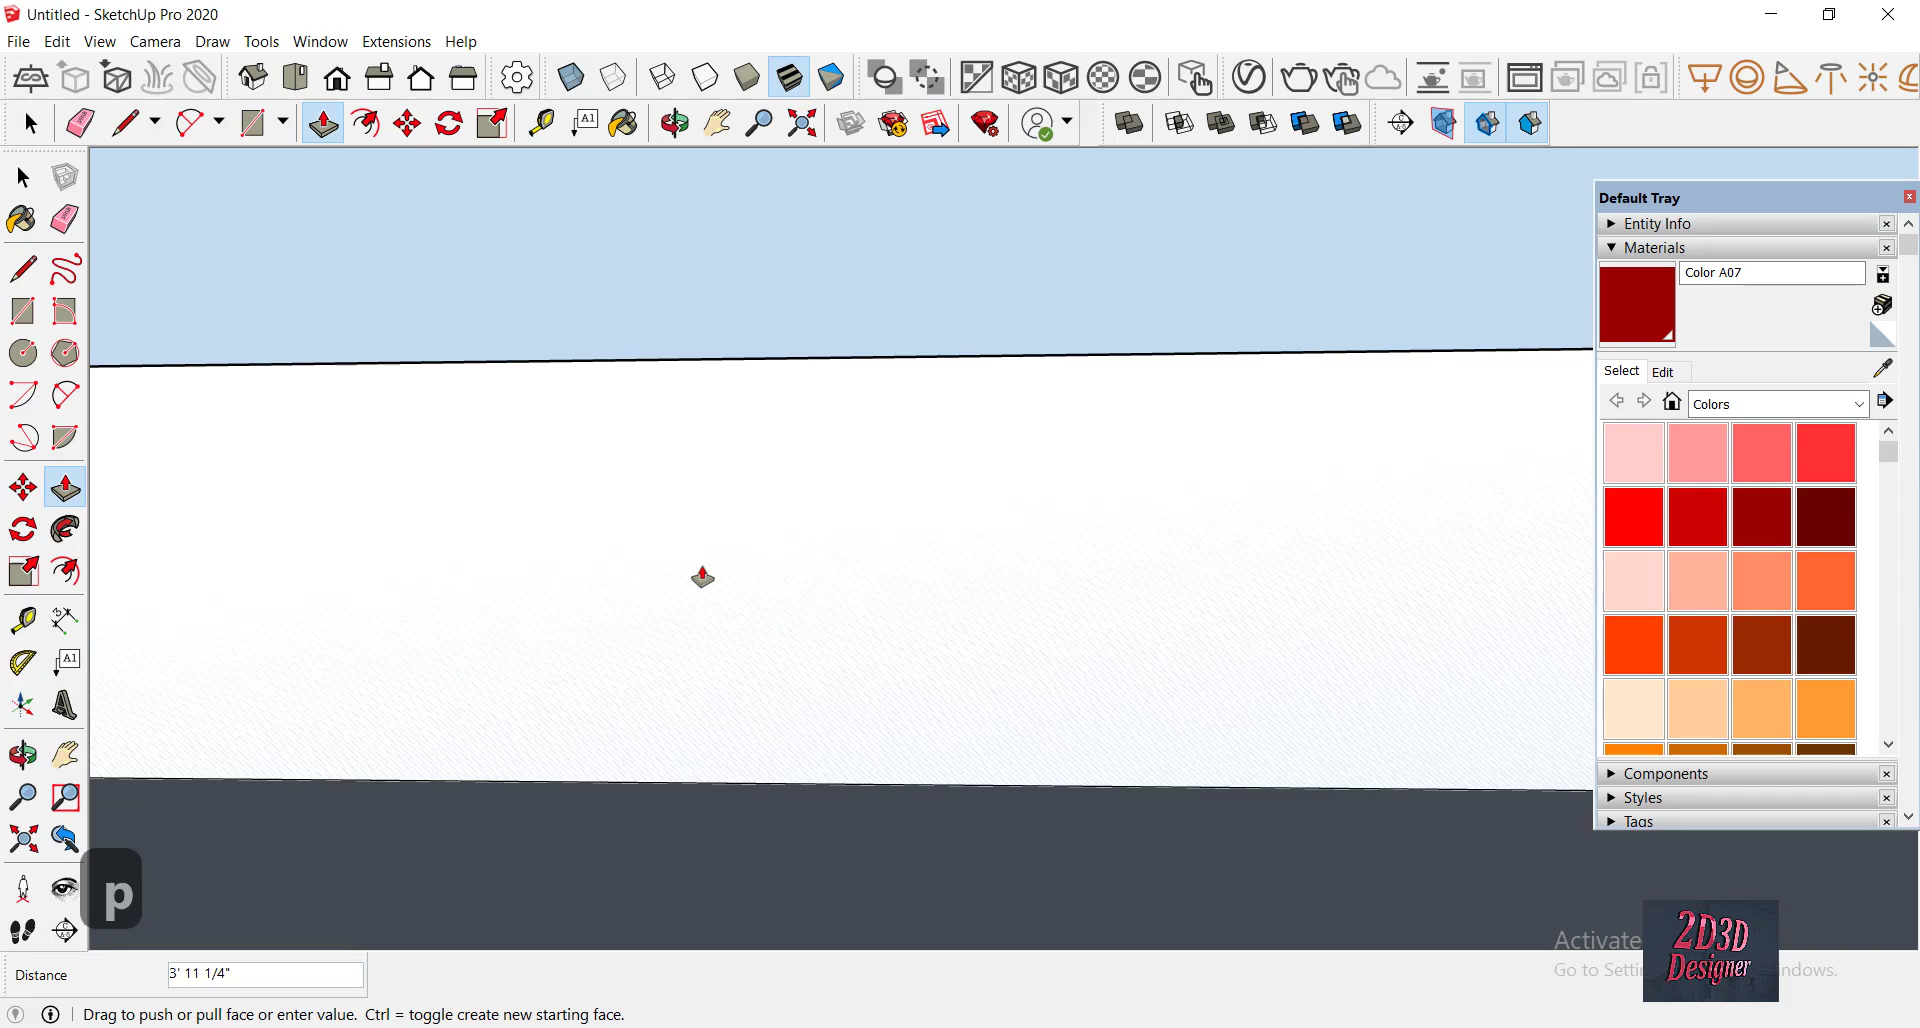 Untitled - SketchUp Pro 2020
File Edit View Camera Draw Tools Window Extensions Help
A1
Default Tray
Entity Info
Materials
Color A07
Select Edit
Colors
A1
Components
Styles
Tags
p
Activate
Go to Setti
ndows.
2D3D
Designer
Distance 3' 11 1/4"
Drag to push or pull face or enter value. Ctrl = toggle create new starting face.